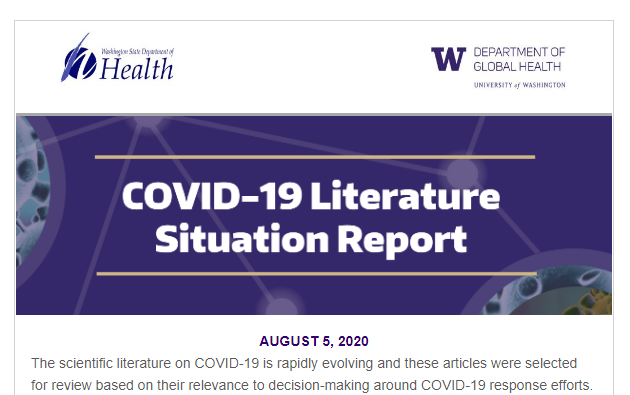 Washington State Department of
Health
W
DEPARTMENT OF
GLOBAL HEALTH
UNIVERSITY of WASHINGTON
COVID-19 Literature
Situation Report
AUGUST 5, 2020
The scientific literature on COVID-19 is rapidly evolving and these articles were selected
for review based on their relevance to decision-making around COVID-19 response efforts.